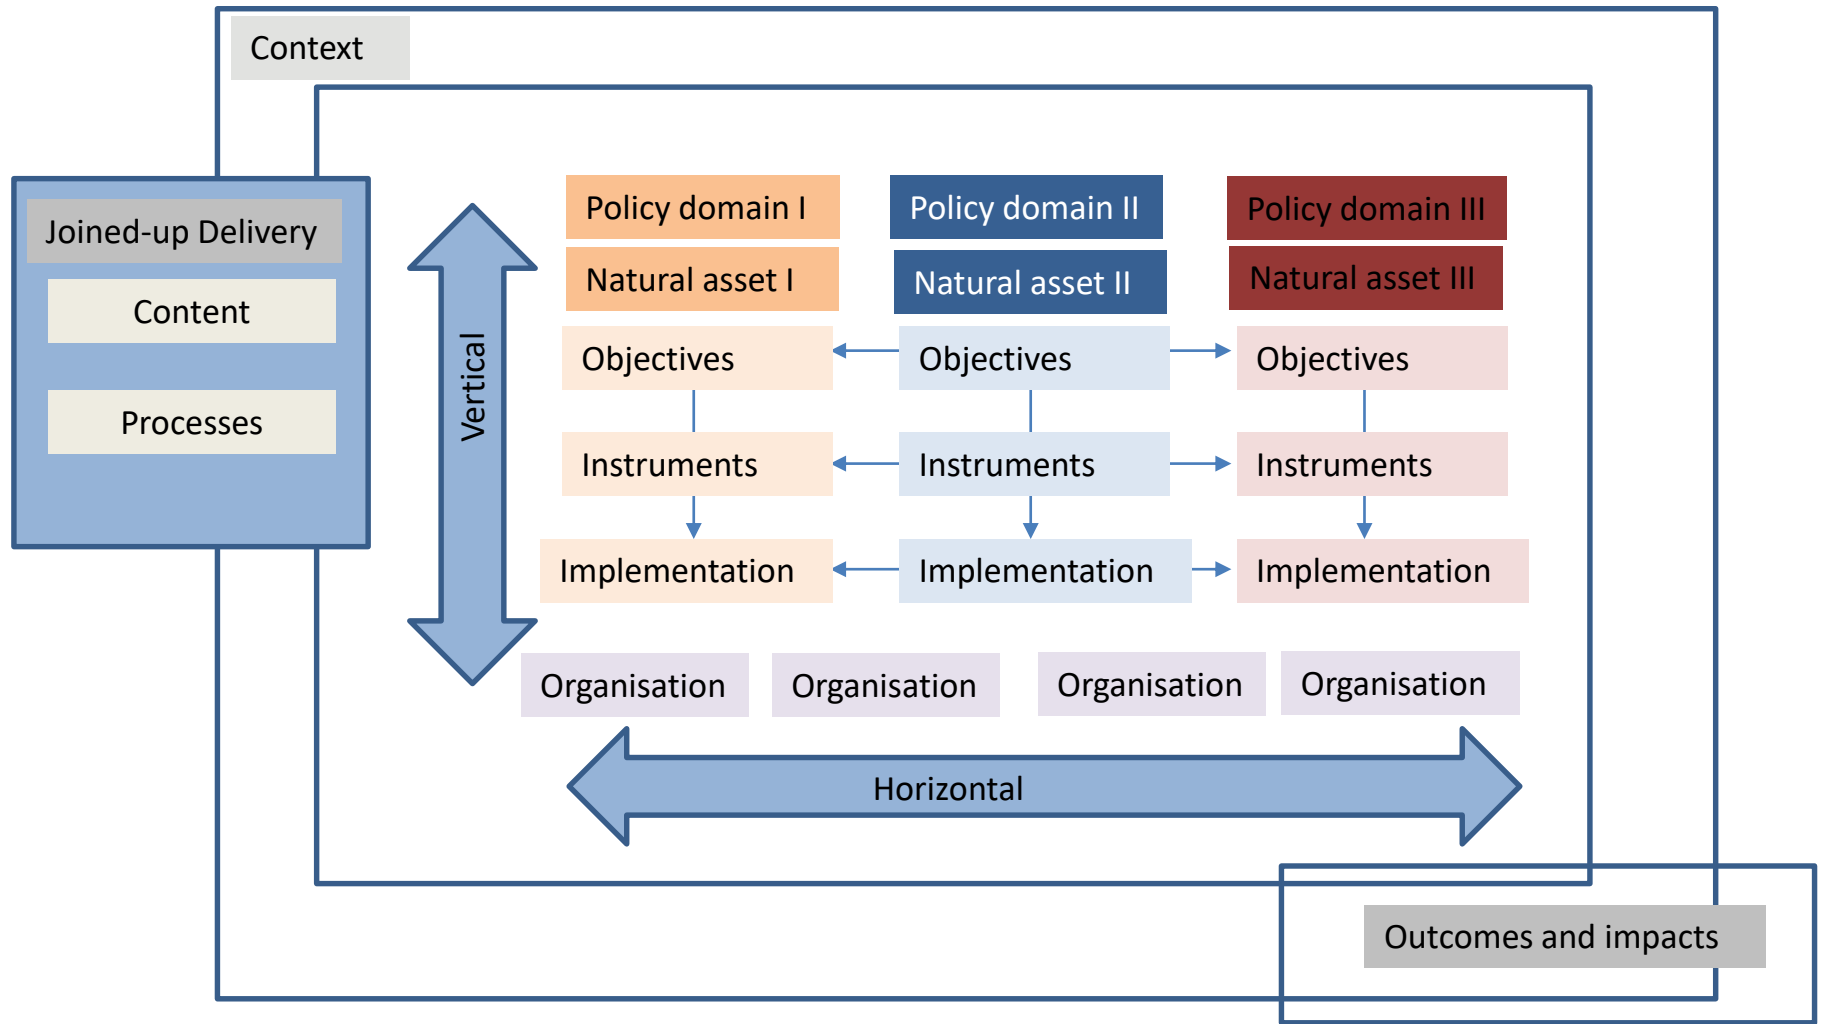 Context
Joined-up Delivery
Content
Processes
Vertical
Policy domain I
Policy domain II
Policy domain III
Natural asset I
Natural asset II
Natural asset III
Objectives
Objectives
Objectives
Instruments
Instruments
Instruments
Implementation
Implementation
Implementation
Organisation
Organisation
Organisation
Organisation
Horizontal
Outcomes and impacts